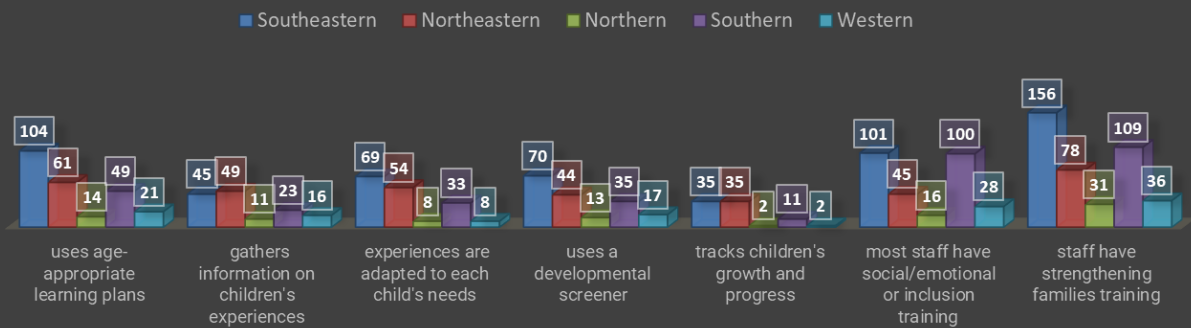 Southeastern Northeastern Northern Southern Western
104 61 14 49 21
45 49 11 23 16
69 54 8 33 8
70 44 13 35 17
35 35 2 11 2
101 45 16 100 28
156 78 31 109 36
uses age-
appropriate
learning plans
gathers
information on
children's
experiences
experiences are
adapted to each
child's needs
uses a
developmental
screener
tracks children's
growth and
progress
most staff have
social/emotional
or inclusion
training
staff have
strengthening
families training